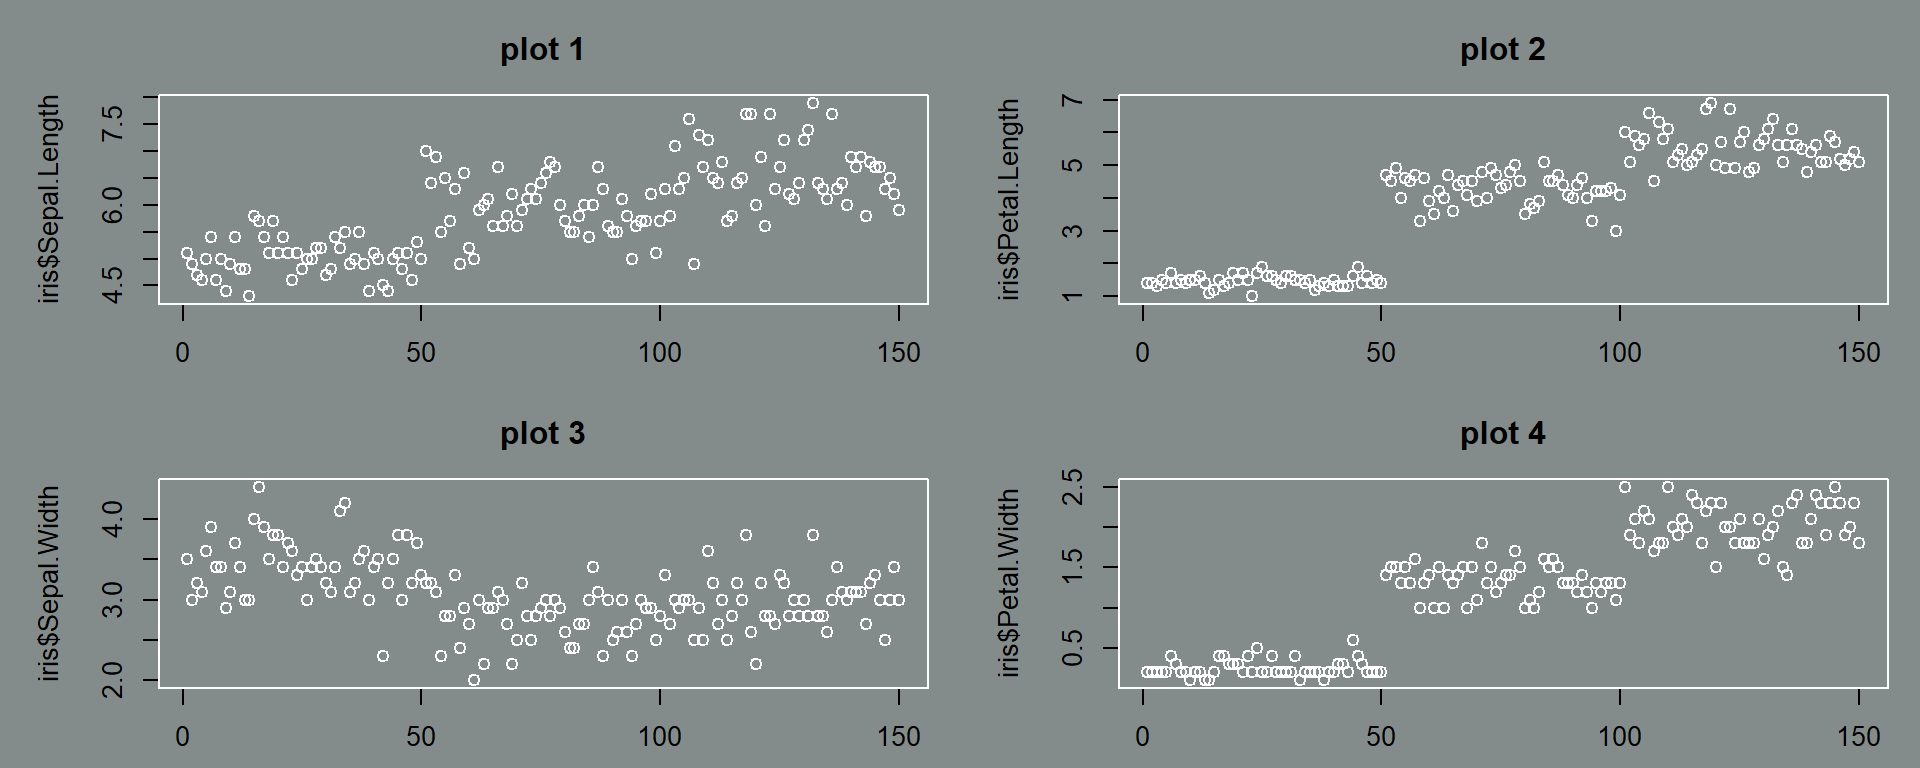 plot 1
iris$Sepal.Length
7.5
6.0
4.5
0 50 100 150
plot 2
iris$Petal.Length
7
5
3
1
0 50 100 150
plot 3
iris$Sepal.Width
4.0
3.0
2.0
0 50 100 150
plot 4
iris$Petal.Width
2.5
1.5
0.5
0 50 100 150